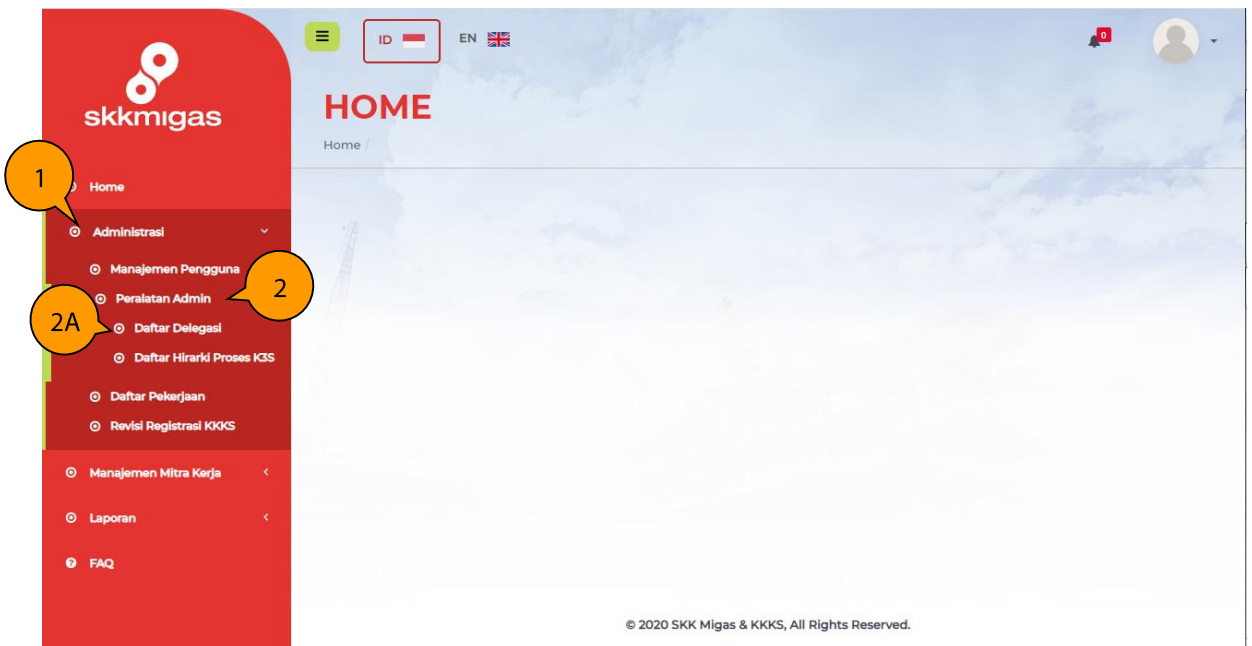 skkmigas
ID
EN
0
HOME
Home /
1
Home
Administrasi
Manajemen Pengguna
2
Peralatan Admin
2A
Daftar Delegasi
Daftar Hirarki Proses K3S
Daftar Pekerjaan
Revisi Registrasi KKKS
Manajemen Mitra Kerja
Laporan
FAQ
© 2020 SKK Migas & KKKS, All Rights Reserved.